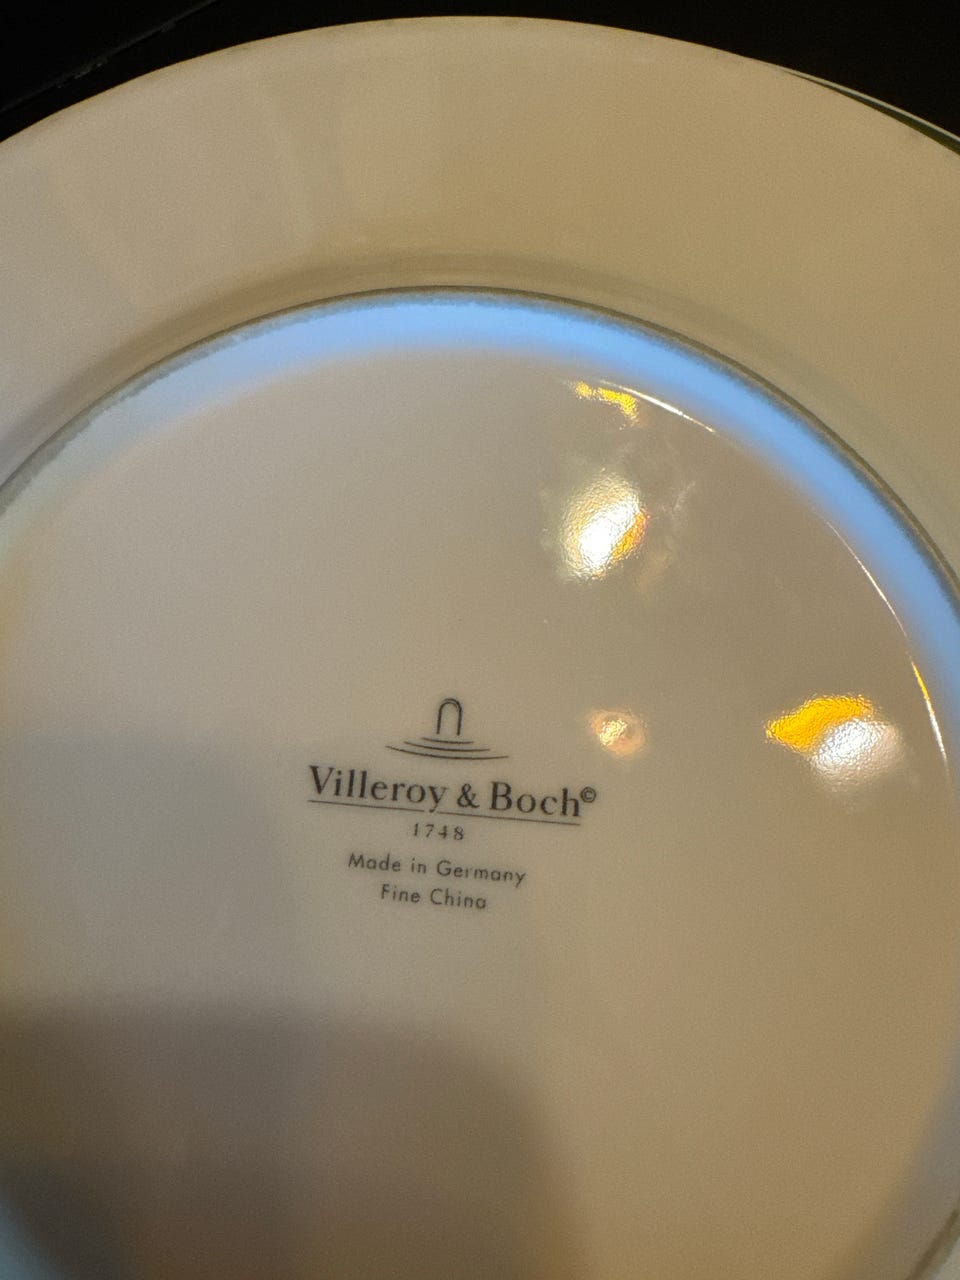 Villeroy & Boch©
1748
Made in Germany
Fine China